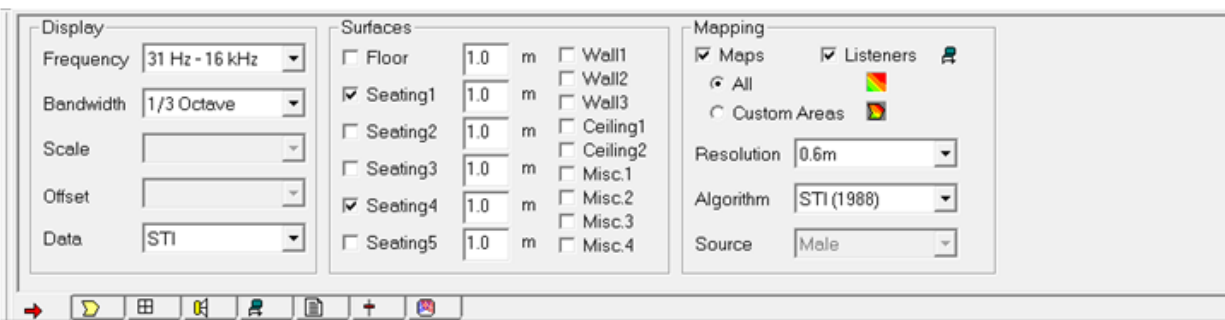 Display
Frequency 31 Hz - 16 kHz
Bandwidth 1/3 Octave
Scale
Offset
Data STI
Surfaces
Floor 1.0 m
Seating1 1.0 m
Seating2 1.0 m
Seating3 1.0 m
Seating4 1.0 m
Seating5 1.0 m
Wall1
Wall2
Wall3
Ceiling1
Ceiling2
Misc.1
Misc.2
Misc.3
Misc.4
Mapping
Maps Listeners
All
Custom Areas
Resolution 0.6m
Algorithm STI (1988)
Source Male